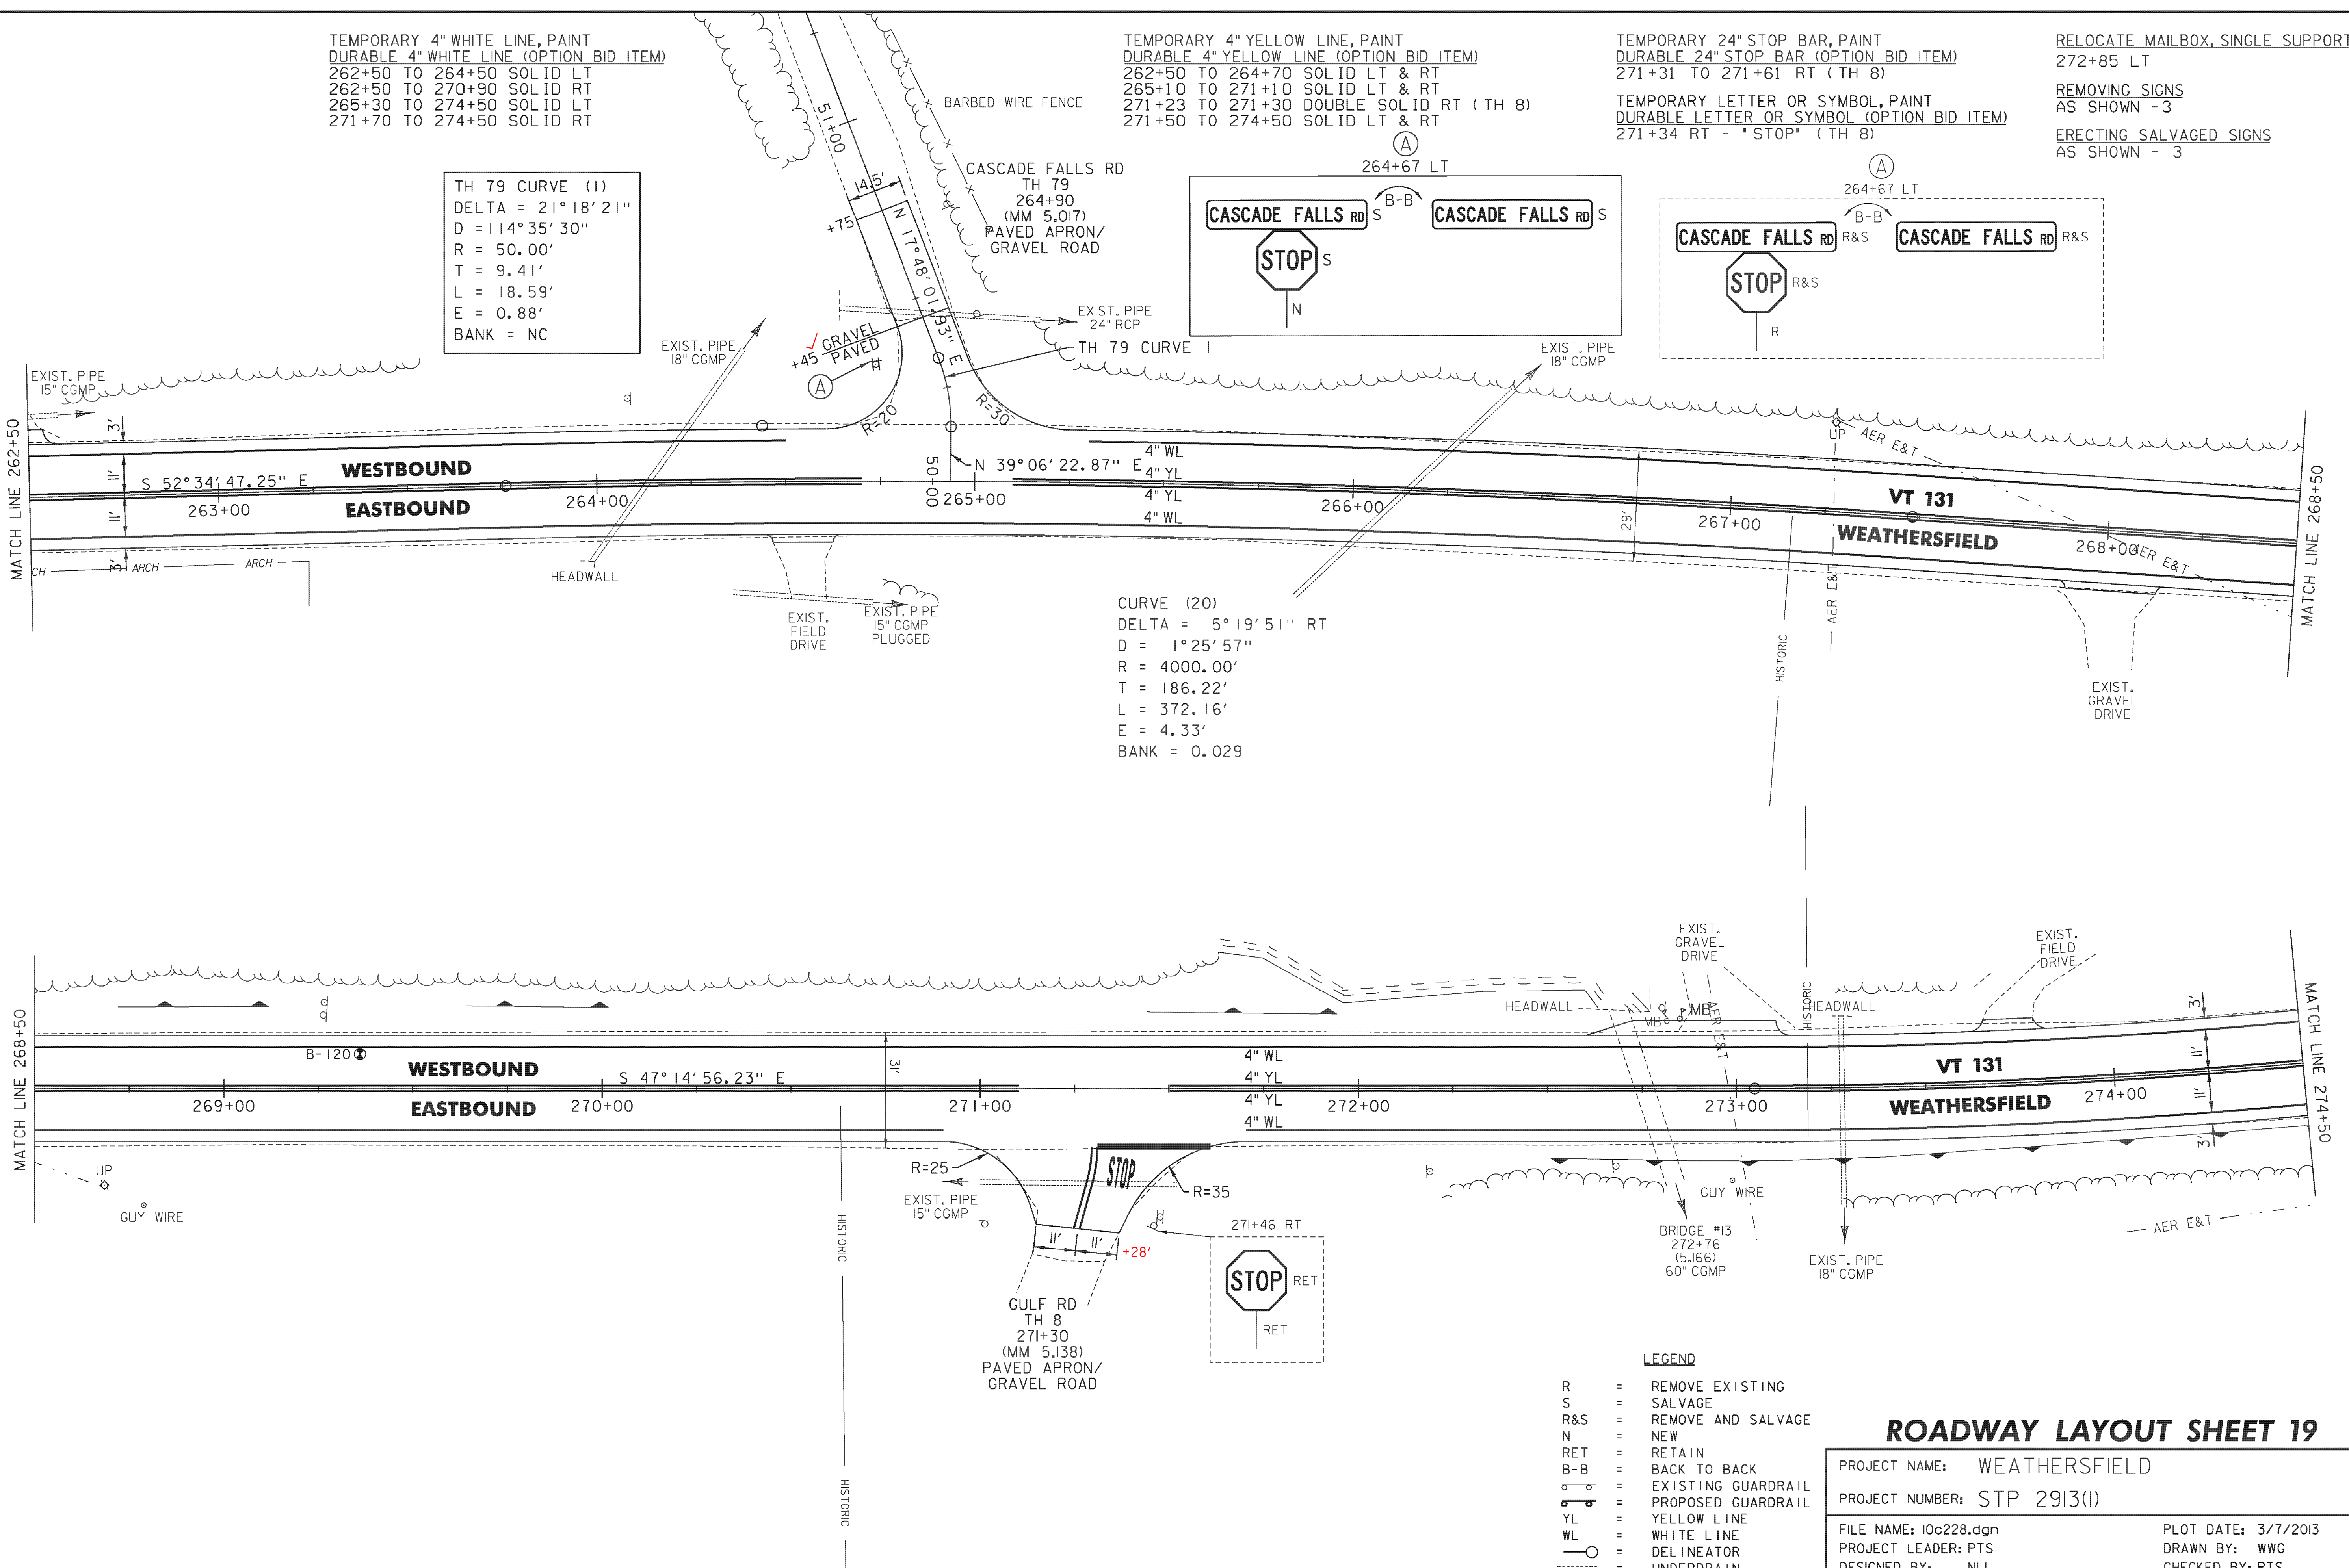 TEMPORARY 4" WHITE LINE, PAINT
DURABLE 4" WHITE LINE (OPTION BID ITEM)
262+50 TO 264+50 SOLID LT
262+50 TO 270+90 SOLID RT
265+30 TO 274+50 SOLID LT
271+70 TO 274+50 SOLID RT
TEMPORARY 4" YELLOW LINE, PAINT
DURABLE 4" YELLOW LINE (OPTION BID ITEM)
262+50 TO 264+70 SOLID LT & RT
265+10 TO 271+10 SOLID LT & RT
271+23 TO 271+30 DOUBLE SOLID RT (TH 8)
271+50 TO 274+50 SOLID LT & RT
TEMPORARY 24" STOP BAR, PAINT
DURABLE 24" STOP BAR (OPTION BID ITEM)
271+31 TO 271+61 RT (TH 8)
TEMPORARY LETTER OR SYMBOL, PAINT
DURABLE LETTER OR SYMBOL (OPTION BID ITEM)
271+34 RT - "STOP" (TH 8)
RELOCATE MAILBOX, SINGLE SUPPORT
272+85 LT
REMOVING SIGNS
AS SHOWN -3
ERECTING SALVAGED SIGNS
AS SHOWN - 3
TH 79 CURVE (1)
DELTA = 21°18'21"
D =114°35'30"
R = 50.00'
T = 9.41'
L = 18.59'
E = 0.88'
BANK = NC
51+00
14.5'
+75
N 17°48'01.93" E
BARBED WIRE FENCE
CASCADE FALLS RD
TH 79
264+90
(MM 5.017)
PAVED APRON/
GRAVEL ROAD
A
264+67 LT
CASCADE FALLS RD S
B-B
CASCADE FALLS RD S
STOP S
N
A
264+67 LT
CASCADE FALLS RD R&S
B-B
CASCADE FALLS RD R&S
STOP R&S
R
EXIST. PIPE
24" RCP
TH 79 CURVE 1
+45 GRAVEL
PAVED
A
EXIST. PIPE
18" CGMP
EXIST. PIPE
18" CGMP
EXIST. PIPE
15" CGMP
MATCH LINE 262+50
3'
11'
11'
3'
R=20
R=30
WESTBOUND
S 52°34'47.25" E
EASTBOUND
263+00
264+00
50+00
N 39°06'22.87" E
265+00
4" WL
4" YL
4" YL
4" WL
266+00
29'
267+00
268+00
VT 131
WEATHERSFIELD
UP
AER E&T
AER E&T
AER E&T
MATCH LINE 268+50
CH
ARCH
ARCH
HEADWALL
EXIST.
FIELD
DRIVE
EXIST. PIPE
15" CGMP
PLUGGED
HISTORIC
EXIST.
GRAVEL
DRIVE
CURVE (20)
DELTA = 5°19'51" RT
D = 1°25'57"
R = 4000.00'
T = 186.22'
L = 372.16'
E = 4.33'
BANK = 0.029
MATCH LINE 268+50
B-120
WESTBOUND
S 47°14'56.23" E
EASTBOUND
269+00
270+00
31'
271+00
4" WL
4" YL
4" YL
4" WL
272+00
273+00
274+00
HEADWALL
EXIST.
GRAVEL
DRIVE
MB
MB
AER E&T
HISTORIC
HEADWALL
EXIST.
FIELD
DRIVE
VT 131
WEATHERSFIELD
3'
11'
11'
3'
MATCH LINE 274+50
UP
GUY WIRE
R=25
EXIST. PIPE
15" CGMP
STOP
R=35
11'
11'
+28'
271+46 RT
STOP RET
RET
GULF RD
TH 8
271+30
(MM 5.138)
PAVED APRON/
GRAVEL ROAD
HISTORIC
HISTORIC
GUY WIRE
BRIDGE #13
272+76
(5.166)
60" CGMP
EXIST. PIPE
18" CGMP
AER E&T
LEGEND
R = REMOVE EXISTING
S = SALVAGE
R&S = REMOVE AND SALVAGE
N = NEW
RET = RETAIN
B-B = BACK TO BACK
= EXISTING GUARDRAIL
= PROPOSED GUARDRAIL
YL = YELLOW LINE
WL = WHITE LINE
= DELINEATOR
= UNDERDRAIN
ROADWAY LAYOUT SHEET 19
PROJECT NAME: WEATHERSFIELD
PROJECT NUMBER: STP 2913(1)
FILE NAME: 10c228.dgn
PLOT DATE: 3/7/2013
PROJECT LEADER: PTS
DRAWN BY: WWG
DESIGNED BY: NLL
CHECKED BY: PTS